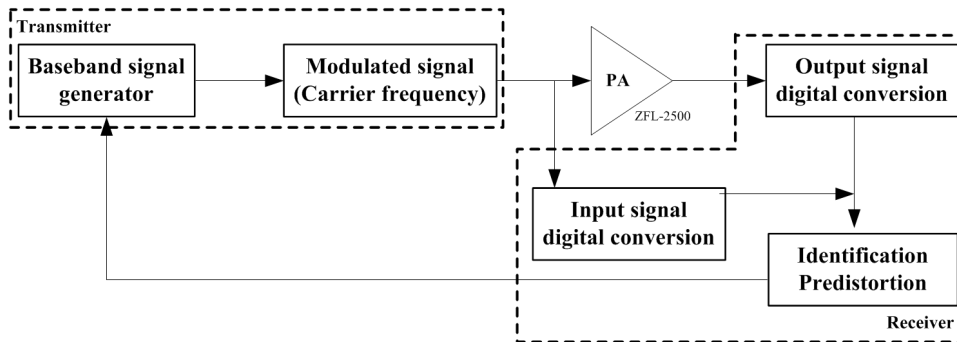 Transmitter
Baseband signal
generator
Modulated signal
(Carrier frequency)
PA
ZFL-2500
Output signal
digital conversion
Input signal
digital conversion
Identification
Predistortion
Receiver